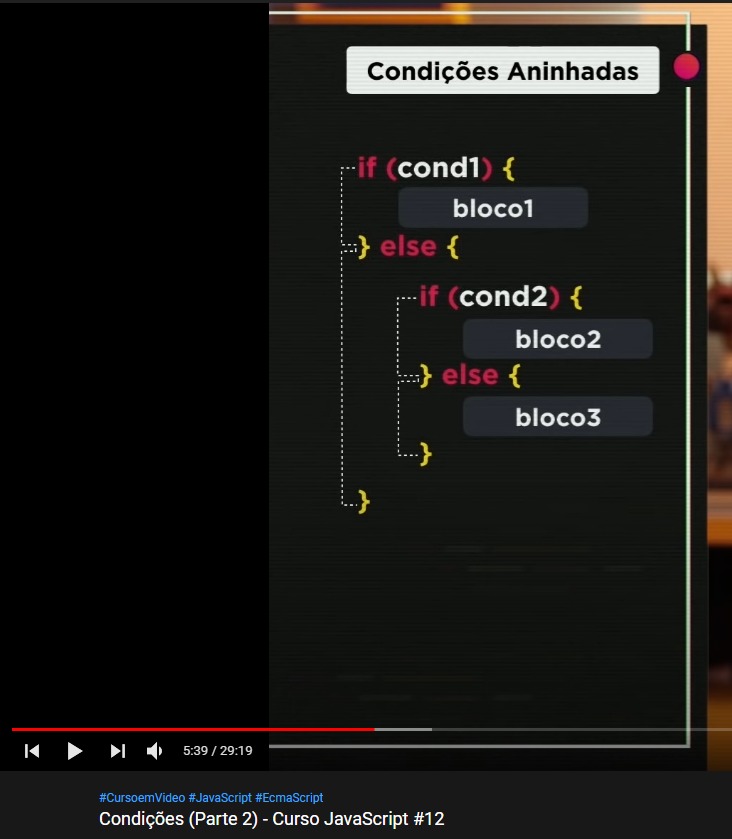 Condições Aninhadas
if (cond1) {
bloco1
} else {
if (cond2) {
bloco2
} else {
bloco3
}
}
5:39 / 29:19
#CursoemVideo #JavaScript #EcmaScript
Condições (Parte 2) - Curso JavaScript #12